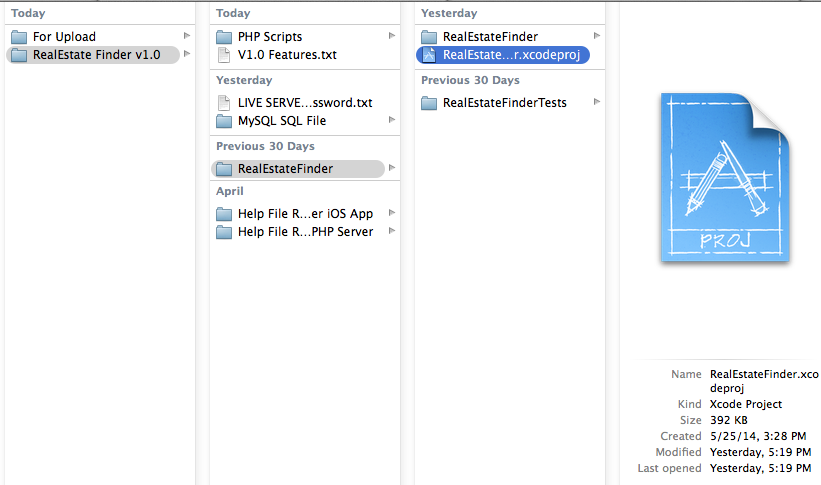 Today
For Upload
RealEstate Finder v1.0
Today
PHP Scripts
V1.0 Features.txt
Yesterday
LIVE SERVE...ssword.txt
MySQL SQL File
Previous 30 Days
RealEstateFinder
April
Help File R...er iOS App
Help File R...PHP Server
Yesterday
RealEstateFinder
RealEstate...r.xcodeproj
Previous 30 Days
RealEstateFinderTests
PROJ
Name RealEstateFinder.xco
deproj
Kind Xcode Project
Size 392 KB
Created 5/25/14, 3:28 PM
Modified Yesterday, 5:19 PM
Last opened Yesterday, 5:19 PM